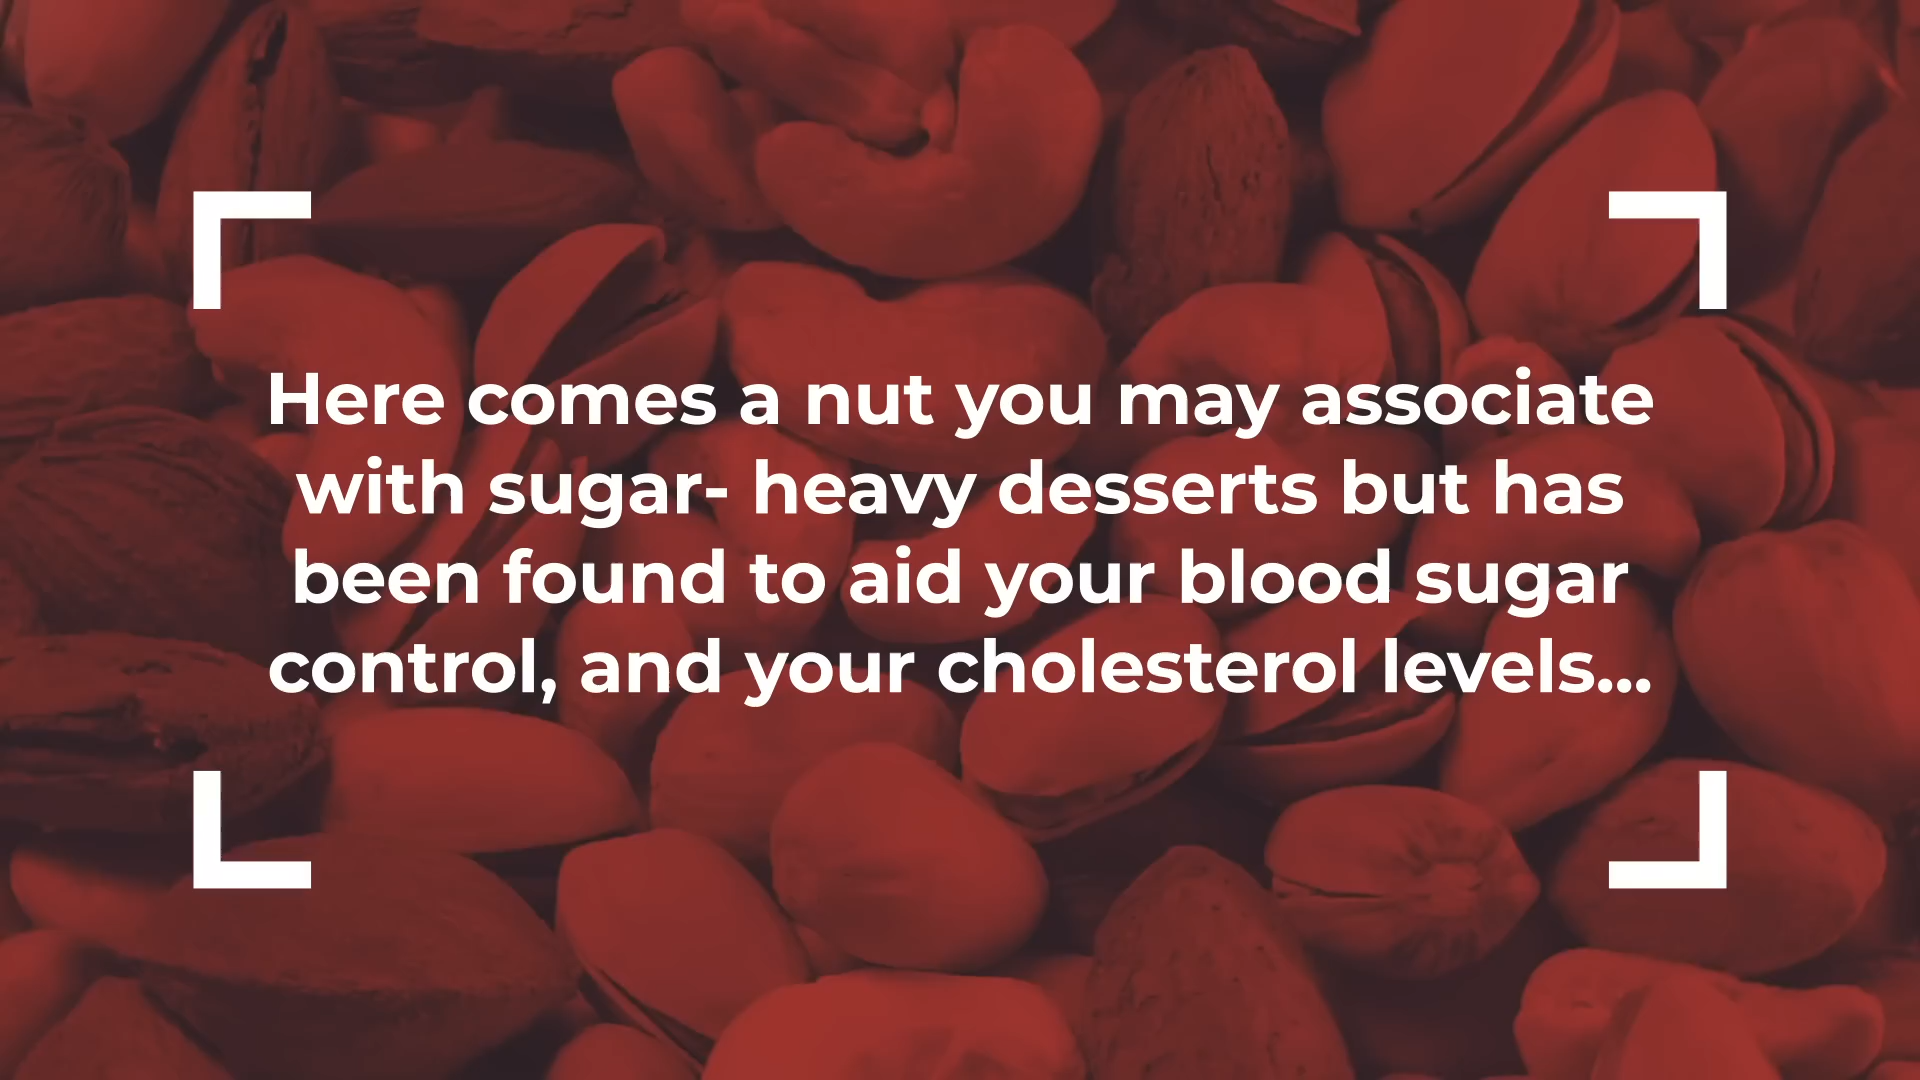 Here comes a nut you may associate
with sugar- heavy desserts but has
been found to aid your blood sugar
control, and your cholesterol levels...